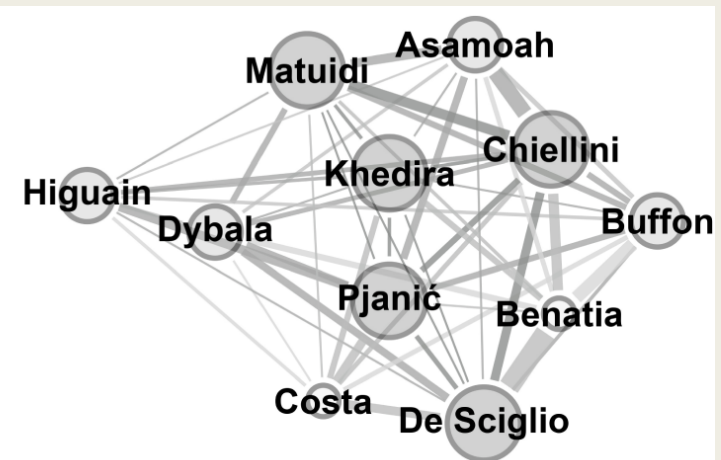 Asamoah
Matuidi
Chiellini
Khedira
Higuain
Buffon
Dybala
Pjanić
Benatia
Costa
De Sciglio